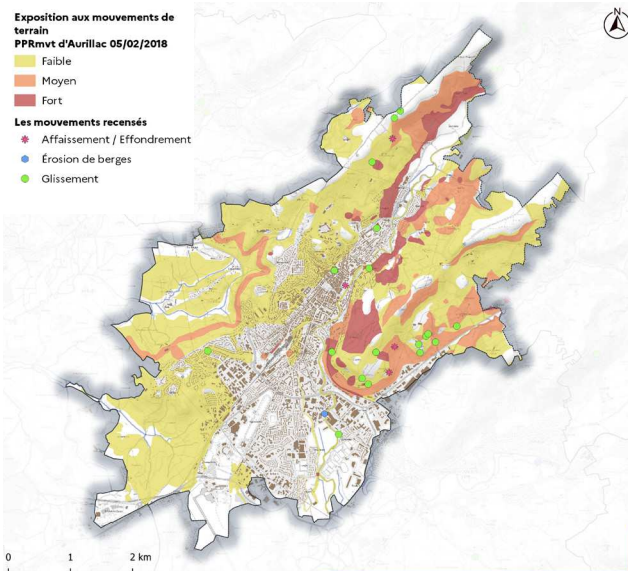 Exposition aux mouvements de
terrain
PPRmvt d'Aurillac 05/02/2018
Faible
Moyen
Fort
Les mouvements recensés
Affaissement / Effondrement
Érosion de berges
Glissement
0 1 2 km